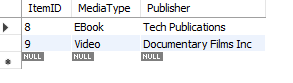 ItemID MediaType Publisher
8 EBook Tech Publications
9 Video Documentary Films Inc
NULL NULL NULL